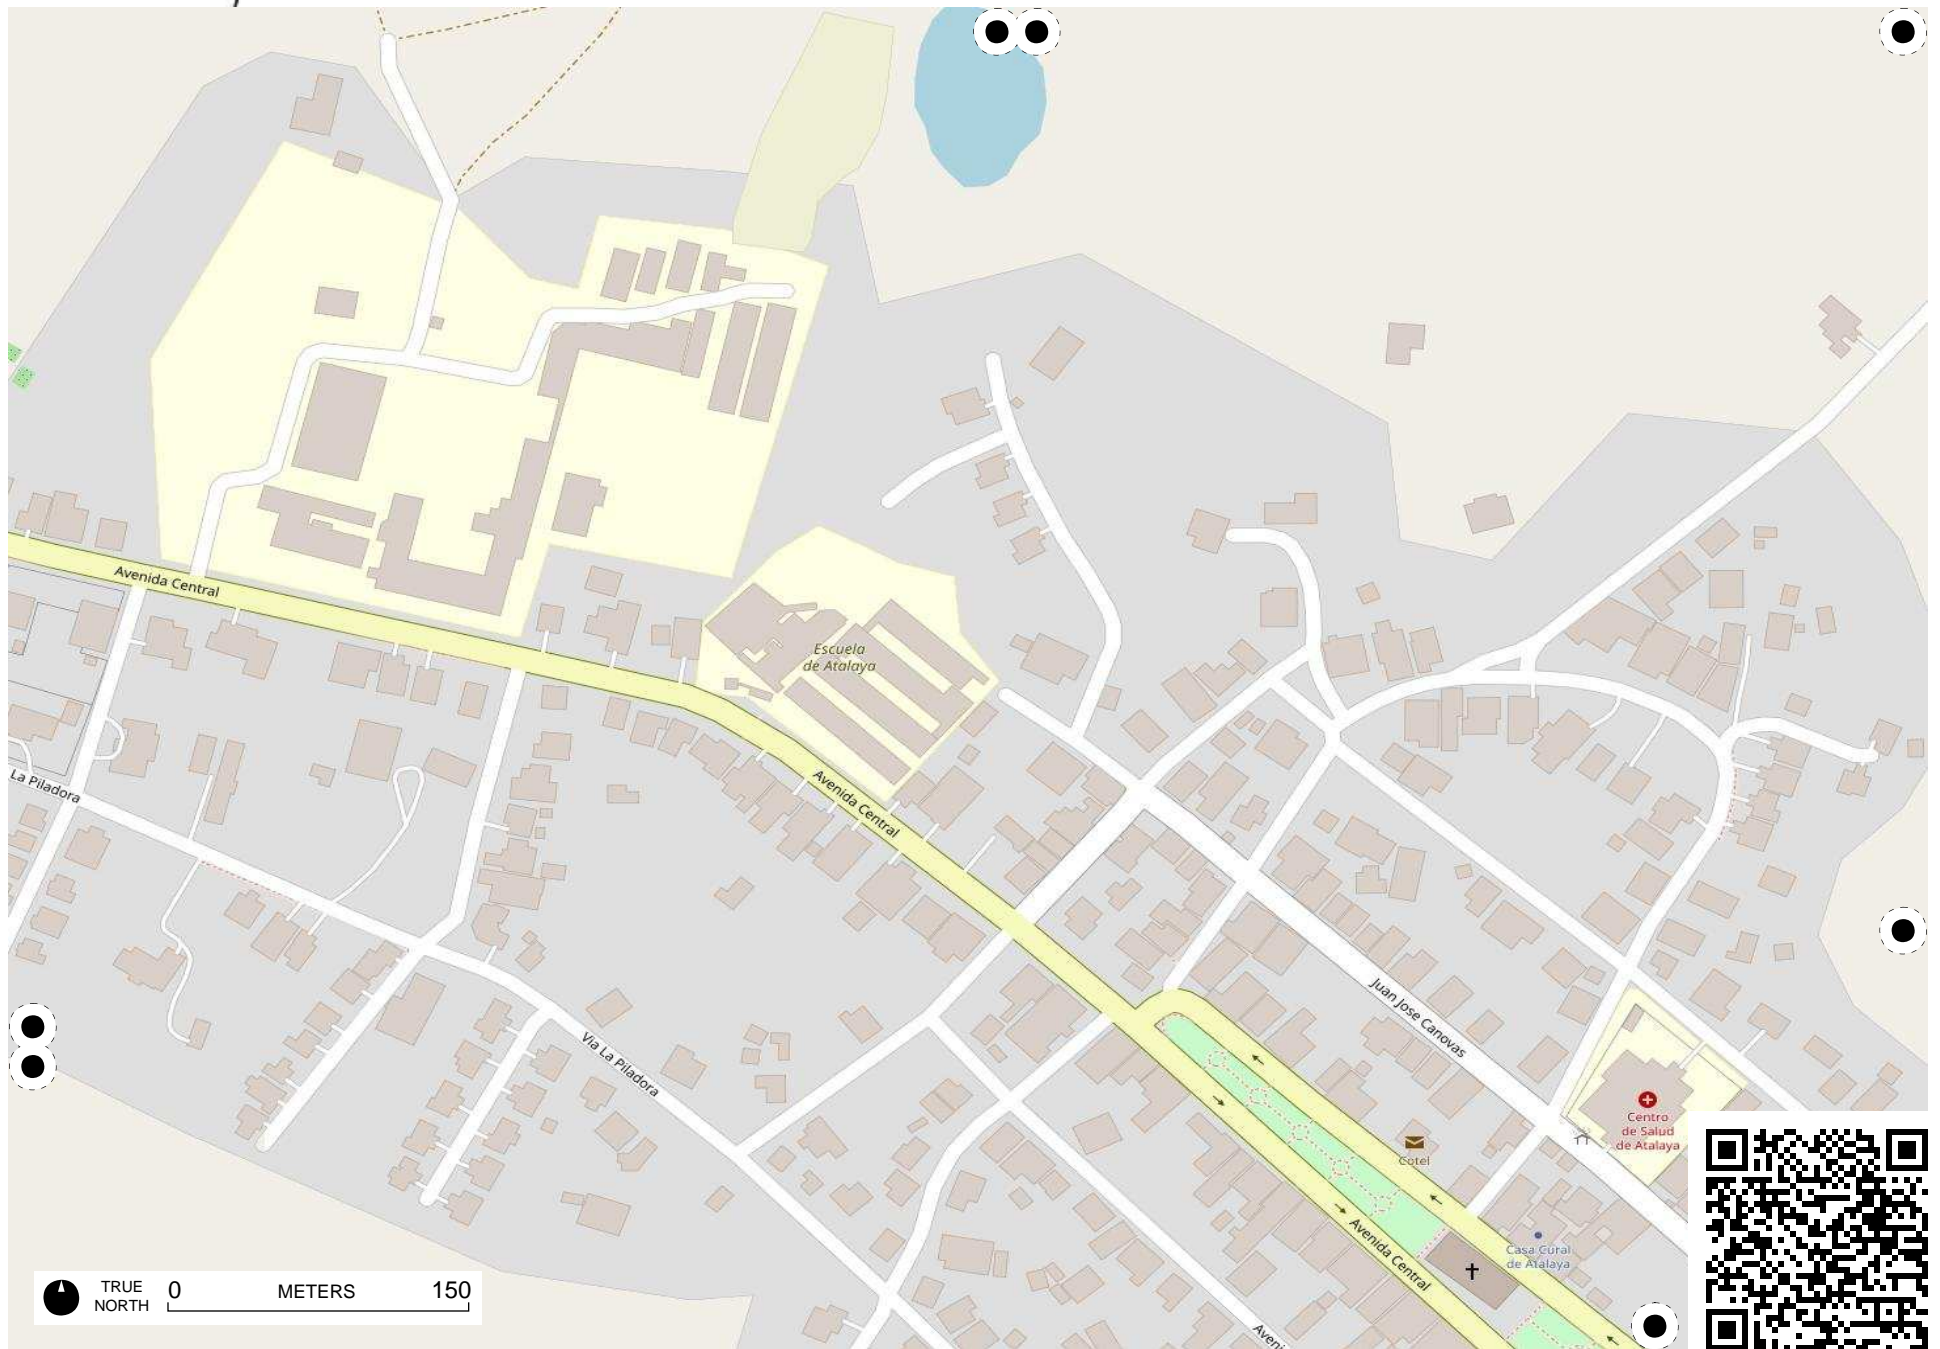 Avenida Central
Escuela
de Atalaya
La Piladora
Avenida Central
Juan Jose Canovas
Via La Piladora
Centro
de Salud
de Atalaya
Cotel
Avenida Central
Casa Cural
de Atalaya
TRUE
NORTH
0 METERS 150
Aveni